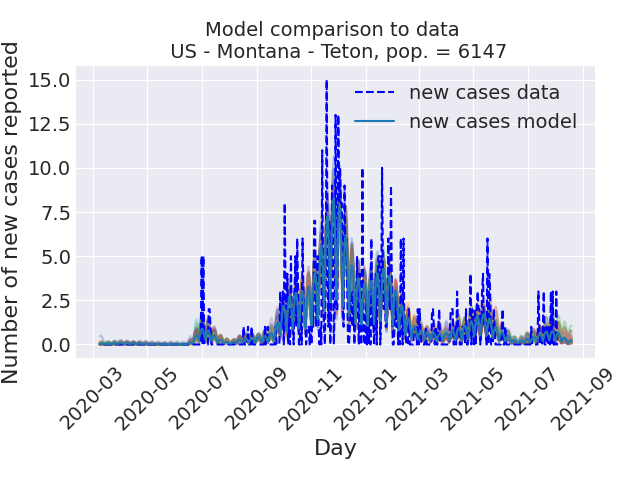 Model comparison to data
US - Montana - Teton, pop. = 6147
Number of new cases reported
15.0
12.5
10.0
7.5
5.0
2.5
0.0
new cases data
new cases model
2020-03
2020-05
2020-07
2020-09
2020-11
2021-01
2021-03
2021-05
2021-07
2021-09
Day